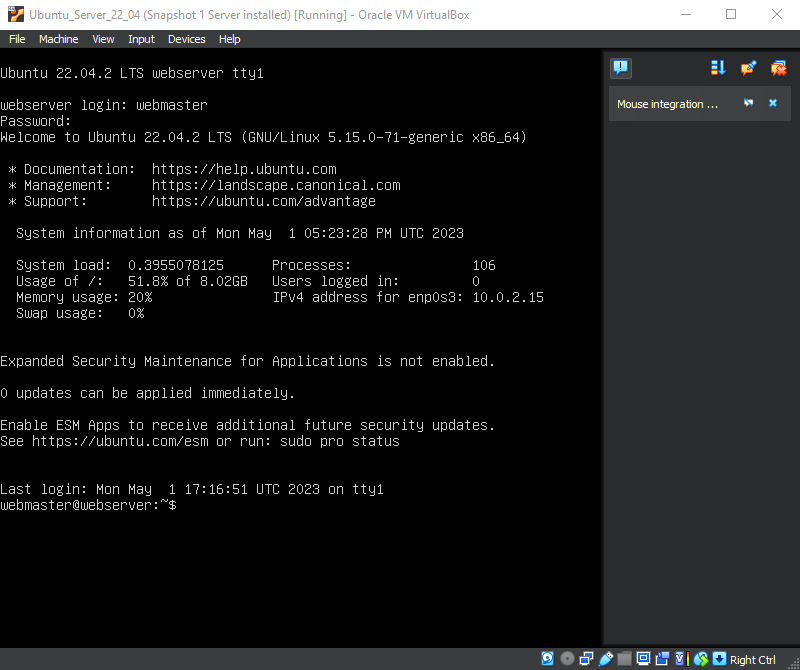 Ubuntu_Server_22_04 (Snapshot 1 Server installed) [Running] - Oracle VM VirtualBox
File Machine View Input Devices Help
Ubuntu 22.04.2 LTS webserver tty1
webserver login: webmaster
Password:
Welcome to Ubuntu 22.04.2 LTS (GNU/Linux 5.15.0-71-generic x86_64)
* Documentation: https://help.ubuntu.com
* Management: https://landscape.canonical.com
* Support: https://ubuntu.com/advantage
System information as of Mon May 1 05:23:28 PM UTC 2023
System load: 0.3955078125 Processes: 106
Usage of /: 51.8% of 8.02GB Users logged in: 0
Memory usage: 20% IPv4 address for enp0s3: 10.0.2.15
Swap usage: 0%
Expanded Security Maintenance for Applications is not enabled.
0 updates can be applied immediately.
Enable ESM Apps to receive additional future security updates.
See https://ubuntu.com/esm or run: sudo pro status
Last login: Mon May 1 17:16:51 UTC 2023 on tty1
webmaster@webserver:~$
Mouse integration ...
Right Ctrl